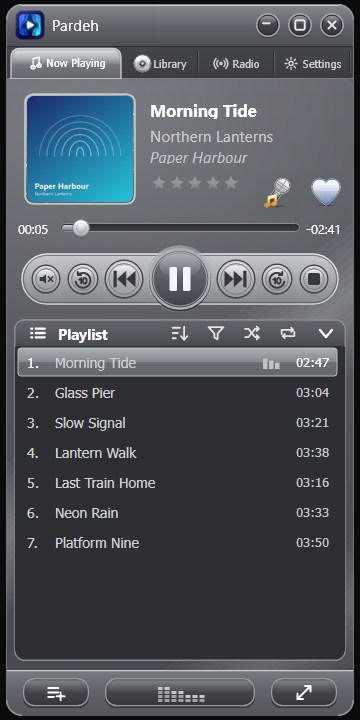 Pardeh
Now Playing
Library
Radio
Settings
Morning Tide
Northern Lanterns
Paper Harbour
Paper Harbour
Northern Lanterns
00:05
-02:41
10
10
Playlist
1. Morning Tide 02:47
2. Glass Pier 03:04
3. Slow Signal 03:21
4. Lantern Walk 03:38
5. Last Train Home 03:16
6. Neon Rain 03:33
7. Platform Nine 03:50